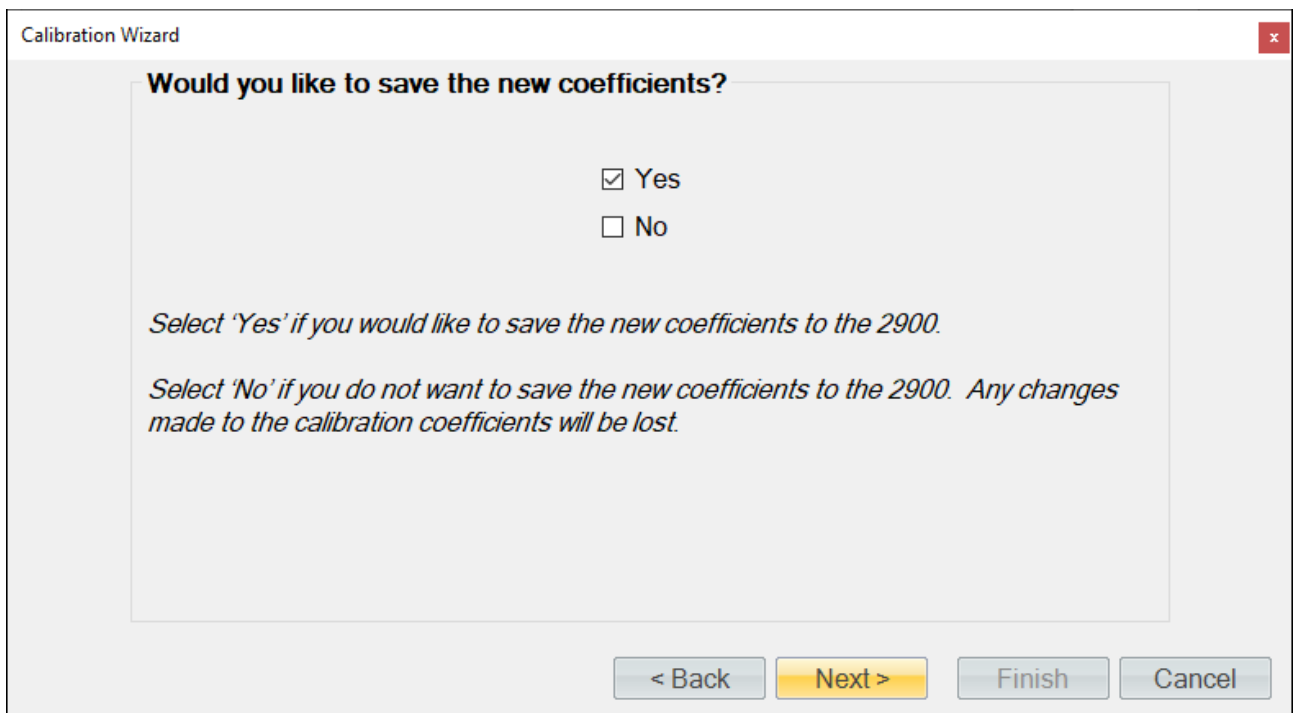 Calibration Wizard
x
Would you like to save the new coefficients?
Yes
No
Select ‘Yes’ if you would like to save the new coefficients to the 2900.
Select ‘No’ if you do not want to save the new coefficients to the 2900.  Any changes
made to the calibration coefficients will be lost.
< Back
Next >
Finish
Cancel